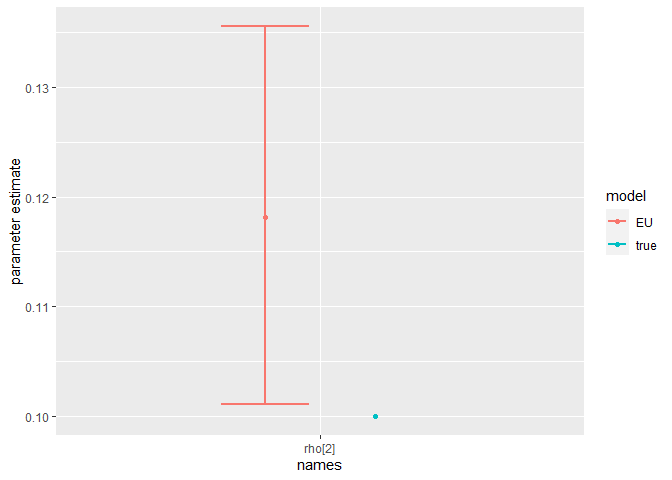 parameter estimate
0.13
0.12
0.11
0.10
rho[2]
names
model
EU
true